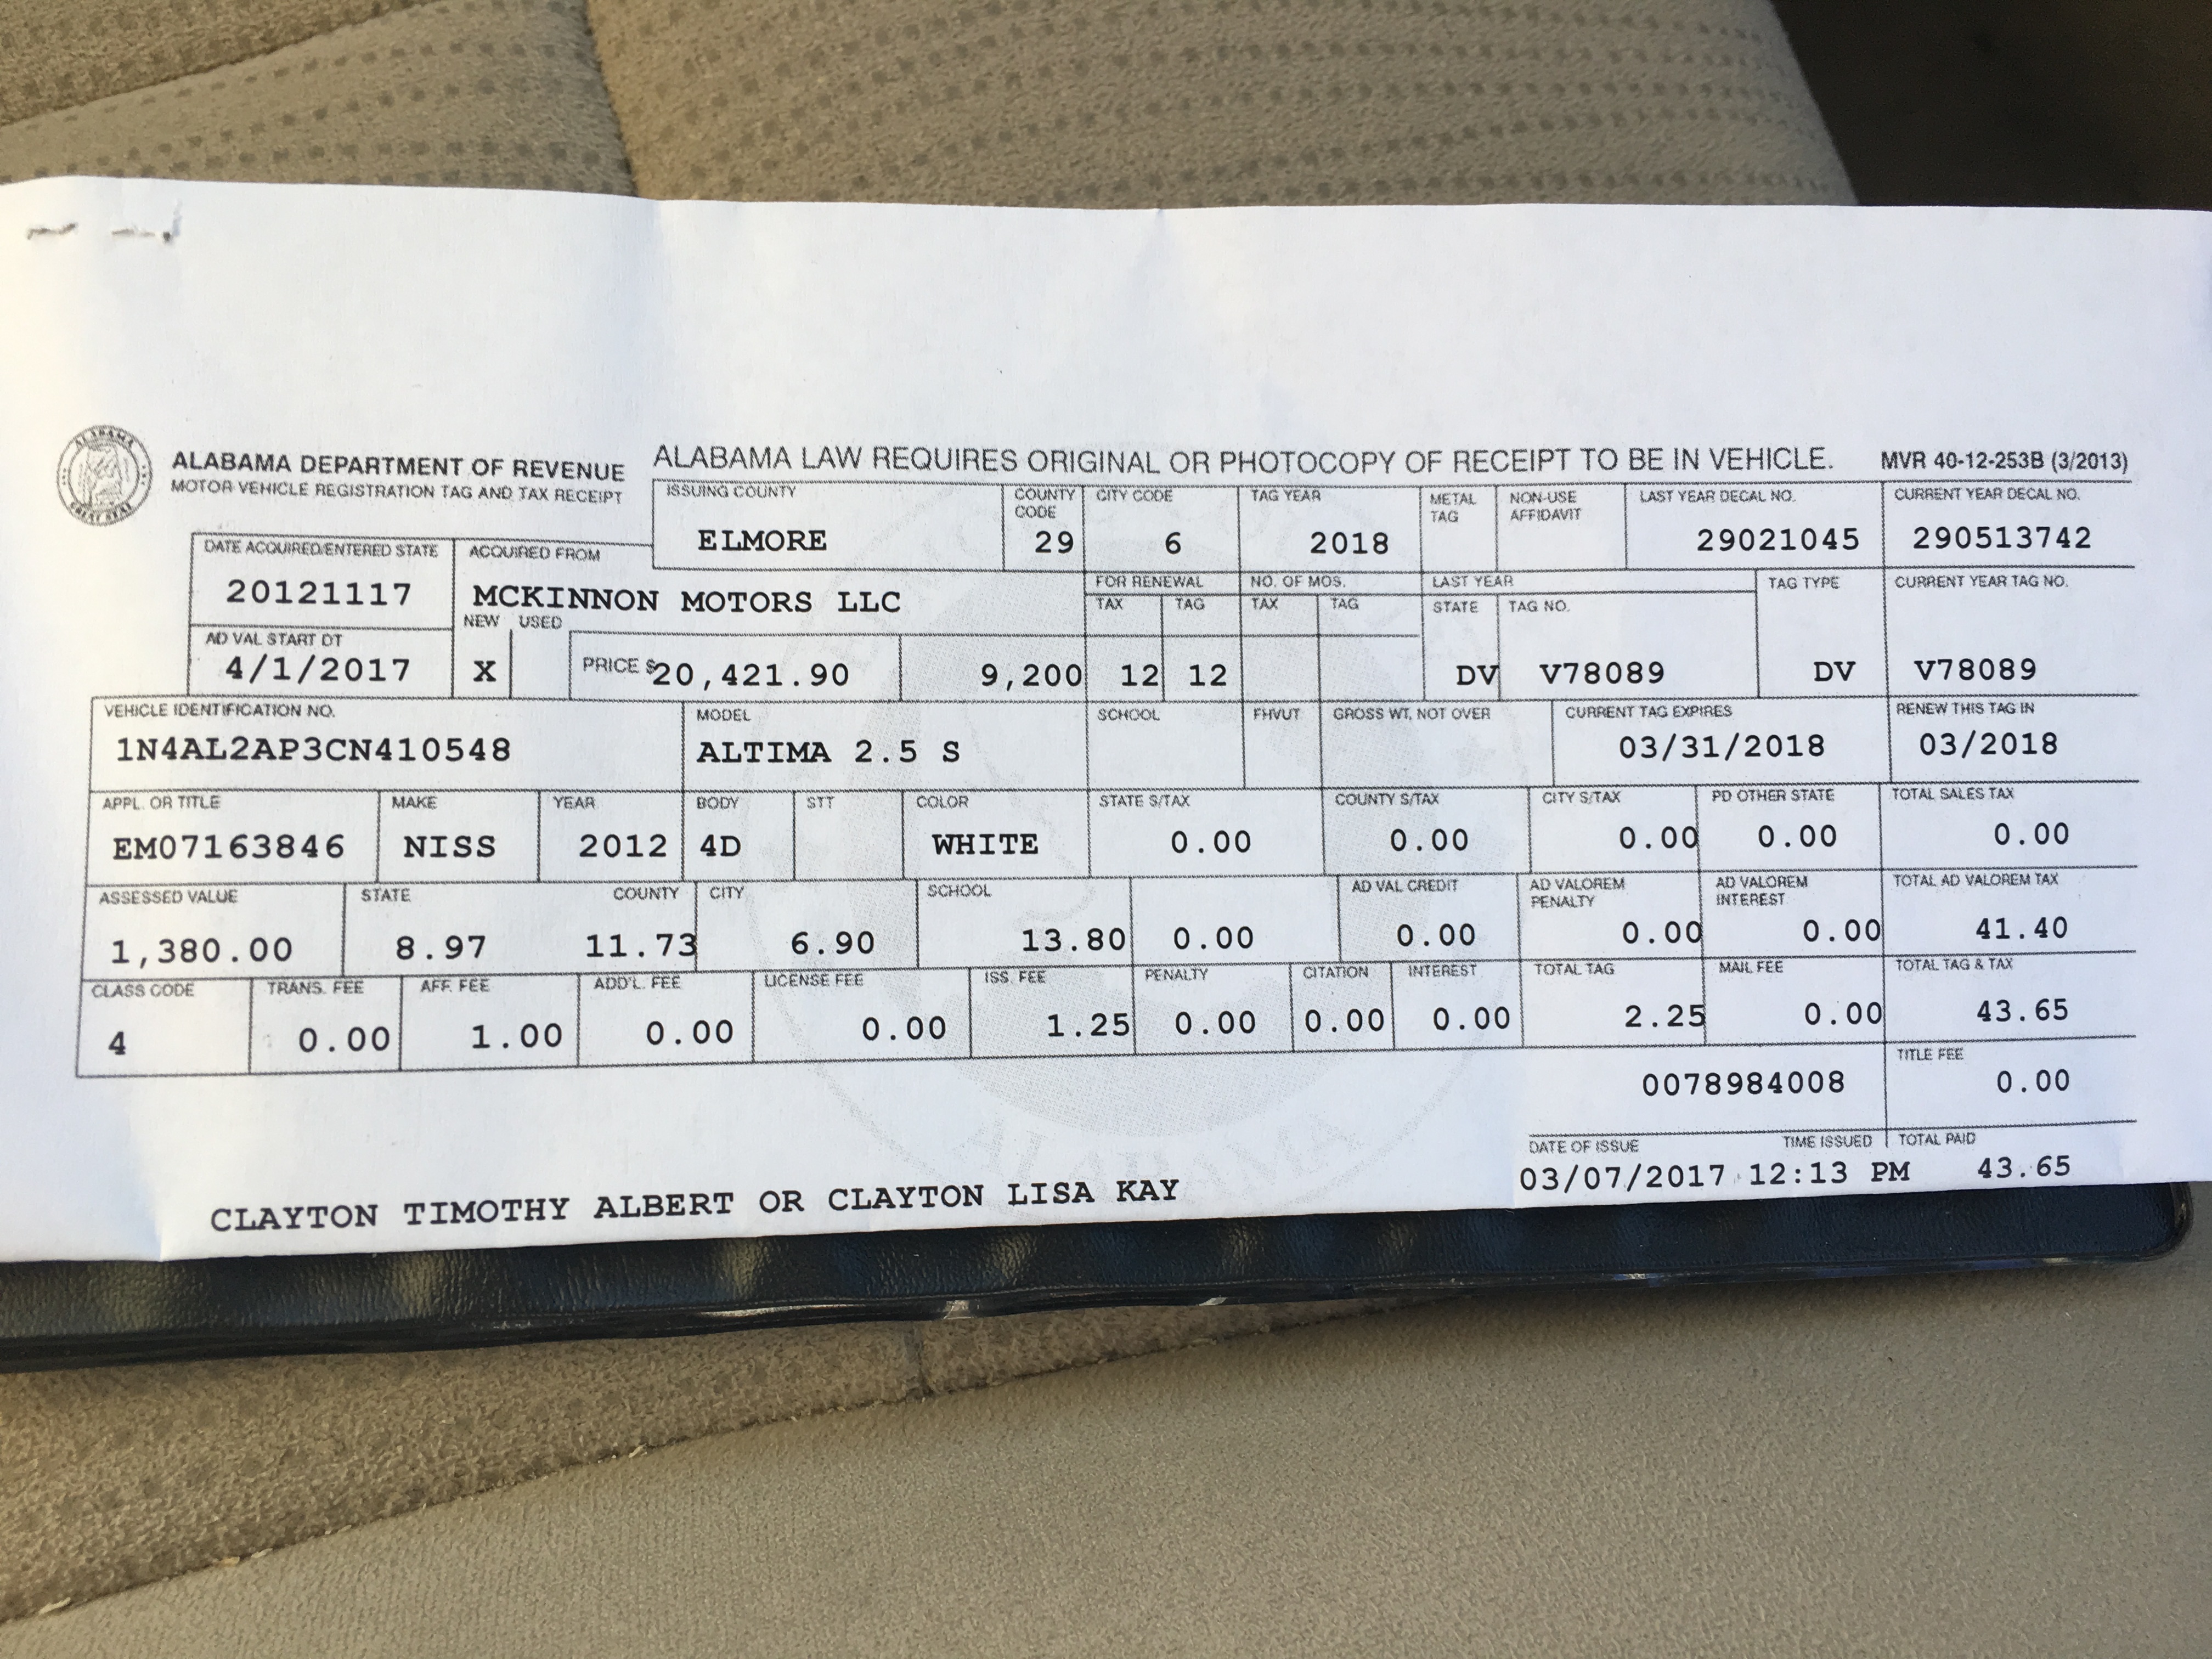 ALABAMA DEPARTMENT OF REVENUE
MOTOR VEHICLE REGISTRATION TAG AND TAX RECEIPT
ALABAMA LAW REQUIRES ORIGINAL OR PHOTOCOPY OF RECEIPT TO BE IN VEHICLE. MVR 40-12-253B (3/2013)
ISSUING COUNTY COUNTY CODE CITY CODE TAG YEAR METAL TAG NON-USE AFFIDAVIT LAST YEAR DECAL NO. CURRENT YEAR DECAL NO.
ELMORE 29 6 2018 29021045 290513742
DATE ACQUIRED/ENTERED STATE ACQUIRED FROM FOR RENEWAL NO. OF MOS. LAST YEAR TAG TYPE CURRENT YEAR TAG NO.
20121117 MCKINNON MOTORS LLC TAX TAG TAX TAG STATE TAG NO.
AD VAL START DT NEW USED
4/1/2017 X PRICE $20,421.90 9,200 12 12 DV V78089 DV V78089
VEHICLE IDENTIFICATION NO. MODEL SCHOOL FHVUT GROSS WT. NOT OVER CURRENT TAG EXPIRES RENEW THIS TAG IN
1N4AL2AP3CN410548 ALTIMA 2.5 S 03/31/2018 03/2018
APPL. OR TITLE MAKE YEAR BODY STT COLOR STATE S/TAX COUNTY S/TAX CITY S/TAX PD OTHER STATE TOTAL SALES TAX
EM07163846 NISS 2012 4D WHITE 0.00 0.00 0.00 0.00 0.00
ASSESSED VALUE STATE COUNTY CITY SCHOOL AD VAL CREDIT AD VALOREM PENALTY AD VALOREM INTEREST TOTAL AD VALOREM TAX
1,380.00 8.97 11.73 6.90 13.80 0.00 0.00 0.00 0.00 41.40
CLASS CODE TRANS. FEE AFF. FEE ADD'L. FEE LICENSE FEE ISS FEE PENALTY CITATION INTEREST TOTAL TAG MAIL FEE TOTAL TAG & TAX
4 0.00 1.00 0.00 0.00 1.25 0.00 0.00 0.00 2.25 0.00 43.65
TITLE FEE
0078984008 0.00
DATE OF ISSUE TIME ISSUED TOTAL PAID
CLAYTON TIMOTHY ALBERT OR CLAYTON LISA KAY 03/07/2017 12:13 PM 43.65